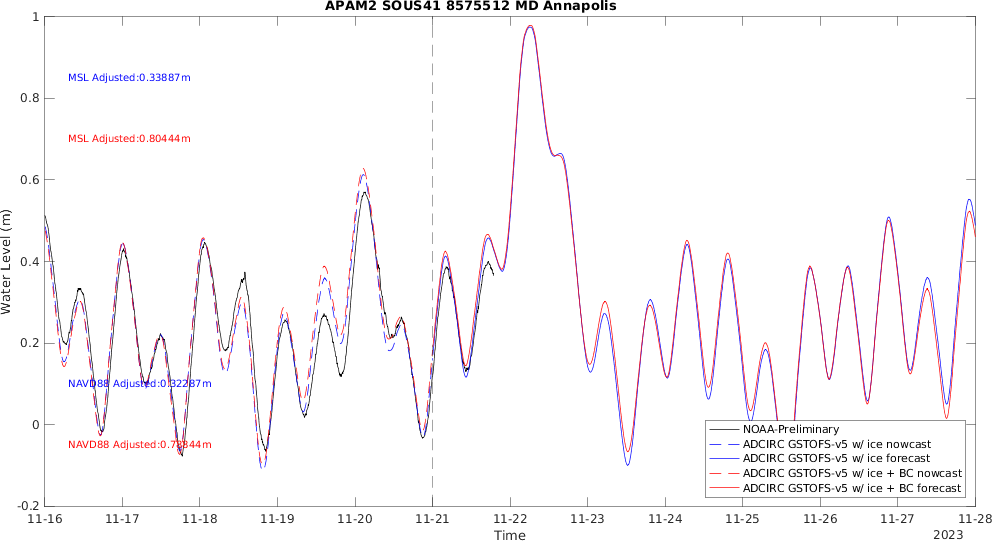 APAM2 SOUS41 8575512 MD Annapolis
1
0.8
0.6
0.4
0.2
0
-0.2
Water Level (m)
MSL Adjusted:0.33887m
MSL Adjusted:0.80444m
NAVD88 Adjusted:0.32287m
NAVD88 Adjusted:0.78844m
NOAA-Preliminary
ADCIRC GSTOFS-v5 w/ ice nowcast
ADCIRC GSTOFS-v5 w/ ice forecast
ADCIRC GSTOFS-v5 w/ ice + BC nowcast
ADCIRC GSTOFS-v5 w/ ice + BC forecast
11-16 11-17 11-18 11-19 11-20 11-21 11-22 11-23 11-24 11-25 11-26 11-27 11-28
Time
2023